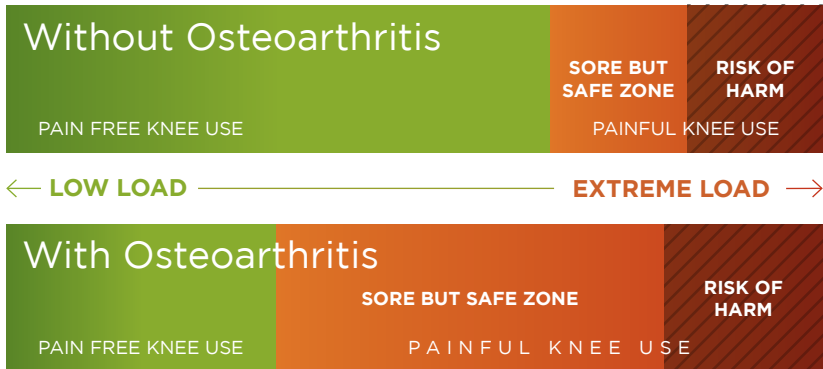 Without Osteoarthritis
SORE BUT
SAFE ZONE
RISK OF
HARM
PAIN FREE KNEE USE
PAINFUL KNEE USE
LOW LOAD
EXTREME LOAD
With Osteoarthritis
SORE BUT SAFE ZONE
RISK OF
HARM
PAIN FREE KNEE USE
PAINFUL KNEE USE